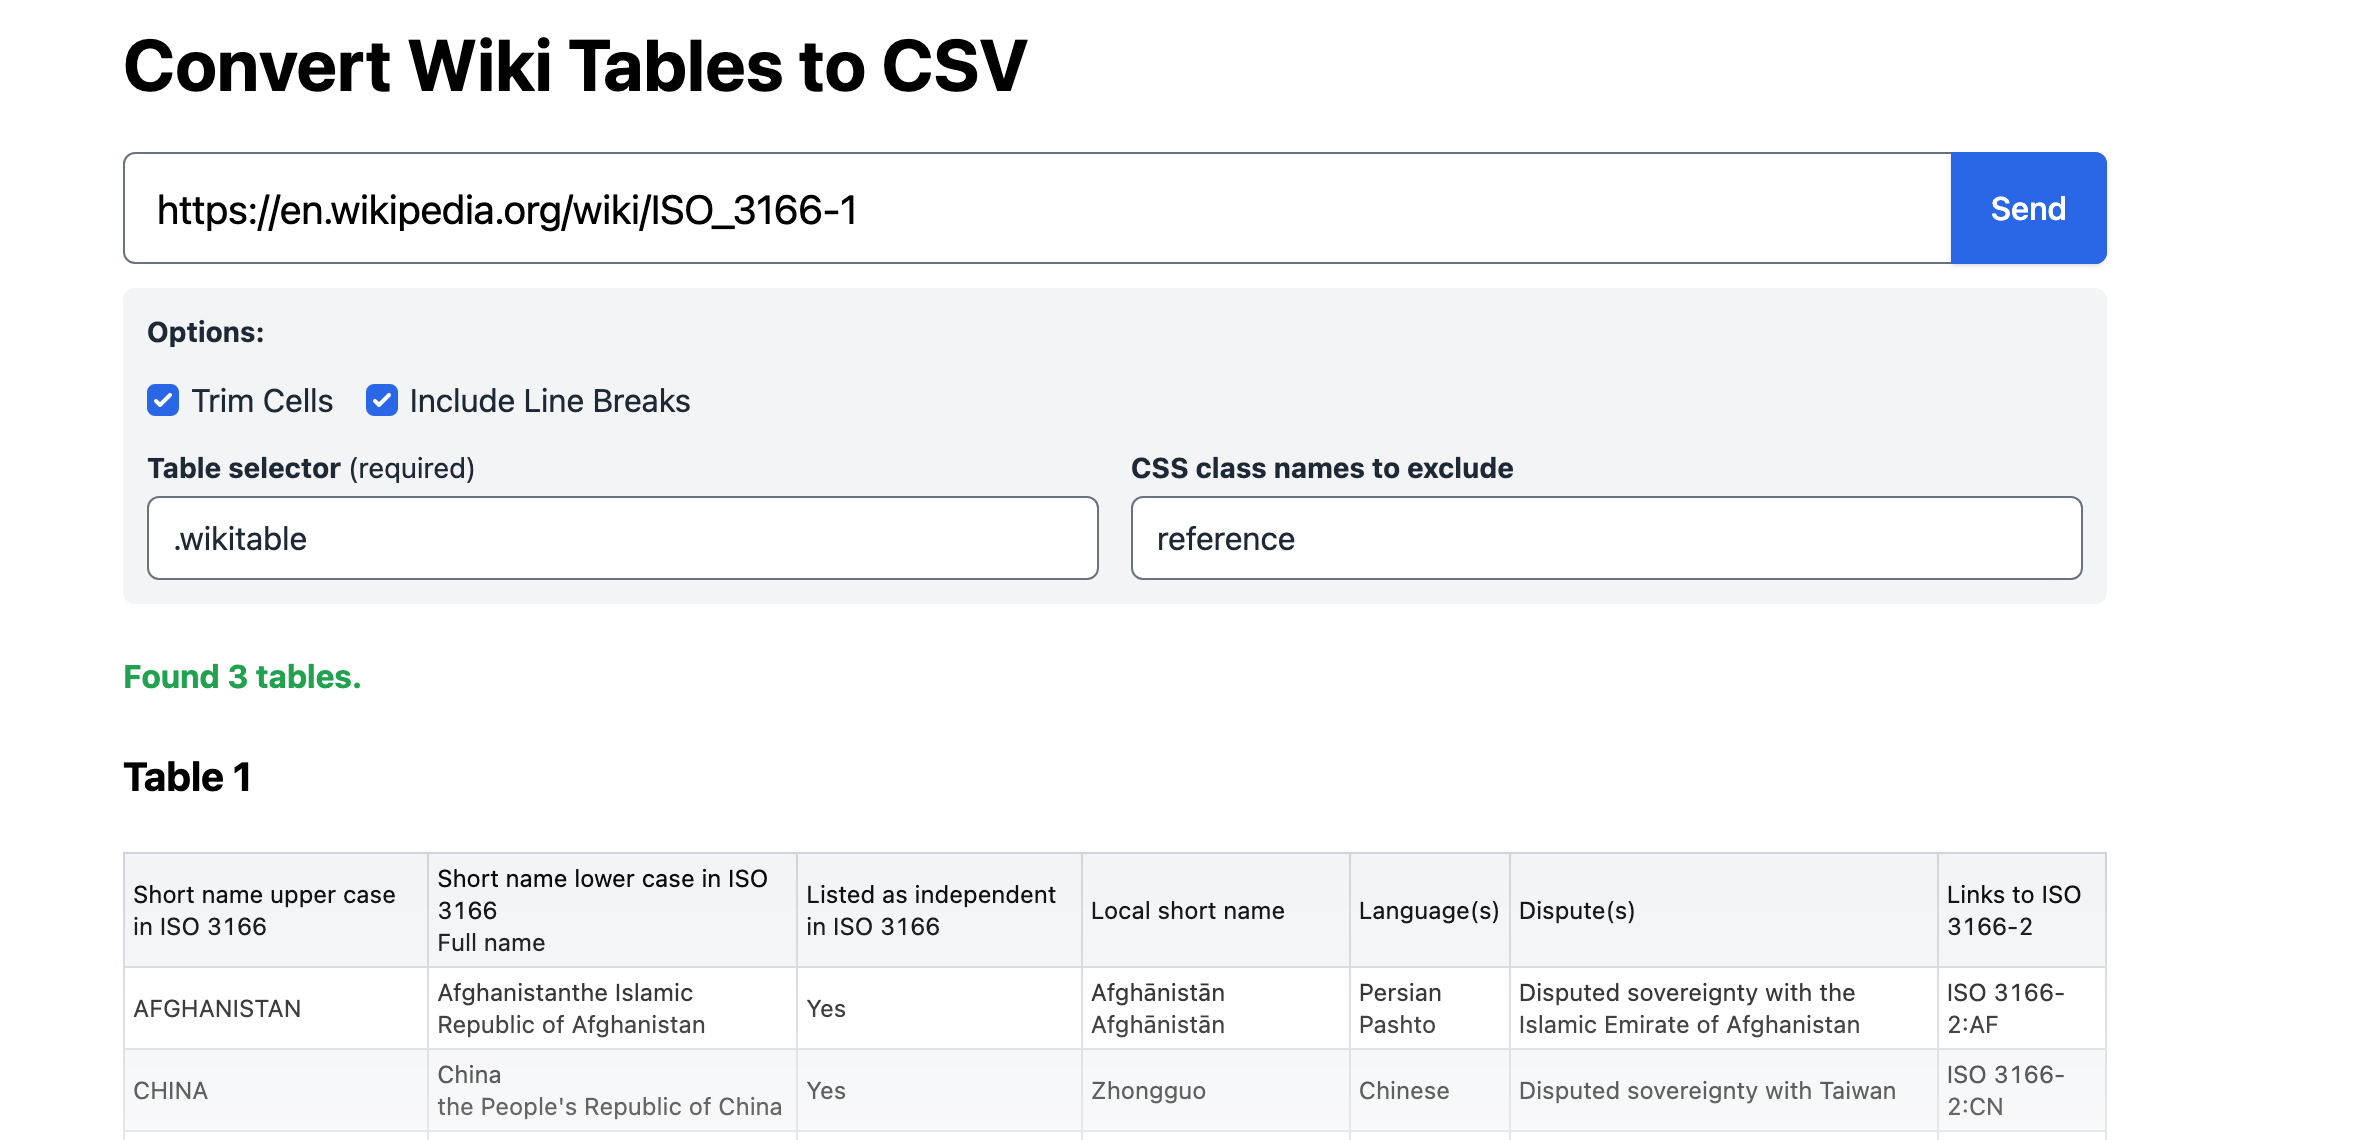 Convert Wiki Tables to CSV
https://en.wikipedia.org/wiki/ISO_3166-1
Send
Options:
Trim Cells
Include Line Breaks
Table selector (required)
CSS class names to exclude
.wikitable
reference
Found 3 tables.
Table 1
Short name upper case
in ISO 3166
Short name lower case in ISO
3166
Full name
Listed as independent
in ISO 3166
Local short name
Language(s)
Dispute(s)
Links to ISO
3166-2
AFGHANISTAN
Afghanistanthe Islamic
Republic of Afghanistan
Yes
Afghānistān
Afghānistān
Persian
Pashto
Disputed sovereignty with the
Islamic Emirate of Afghanistan
ISO 3166-
2:AF
CHINA
China
the People's Republic of China
Yes
Zhongguo
Chinese
Disputed sovereignty with Taiwan
ISO 3166-
2:CN